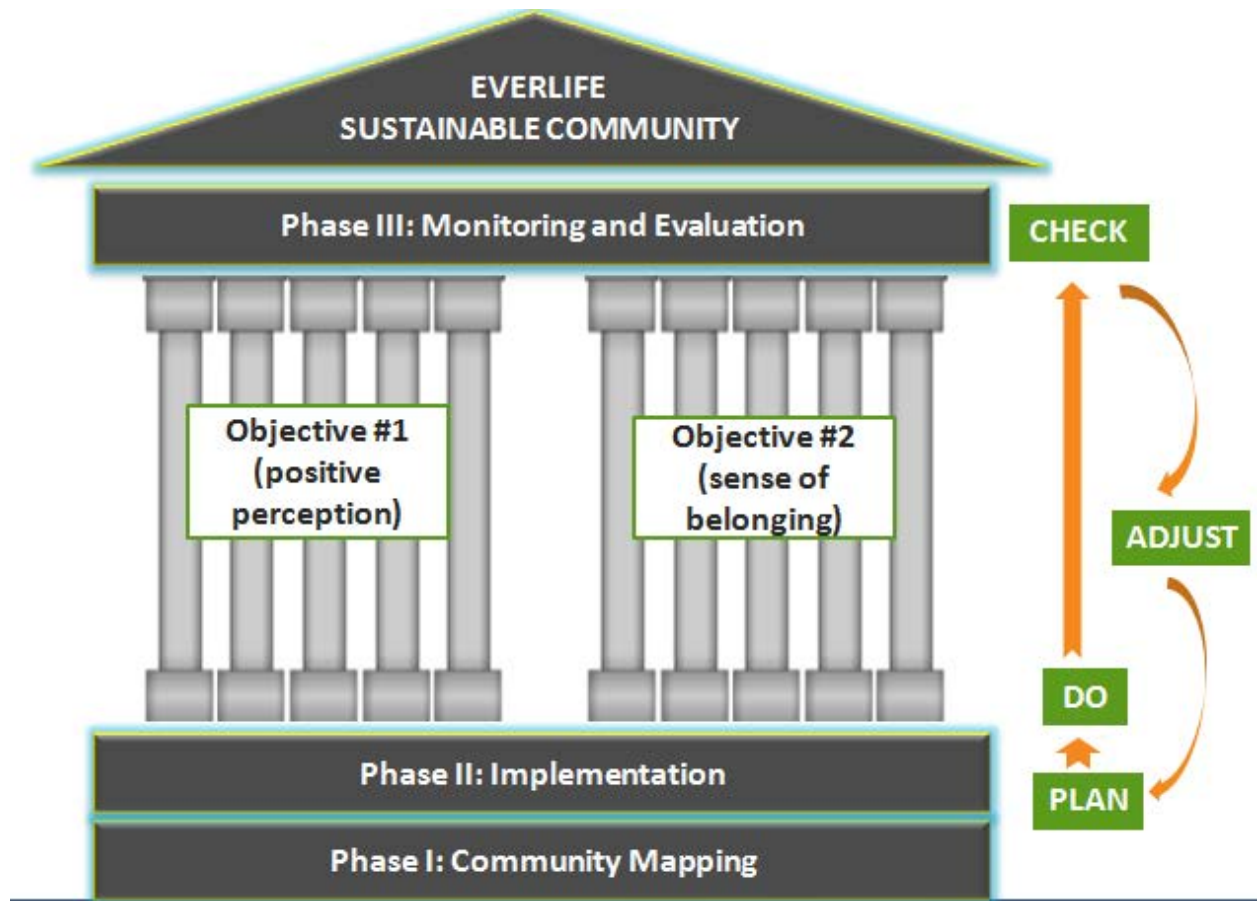 EVERLIFE
SUSTAINABLE COMMUNITY
Phase III: Monitoring and Evaluation
CHECK
Objective #1
(positive
perception)
Objective #2
(sense of
belonging)
ADJUST
DO
Phase II: Implementation
PLAN
Phase I: Community Mapping